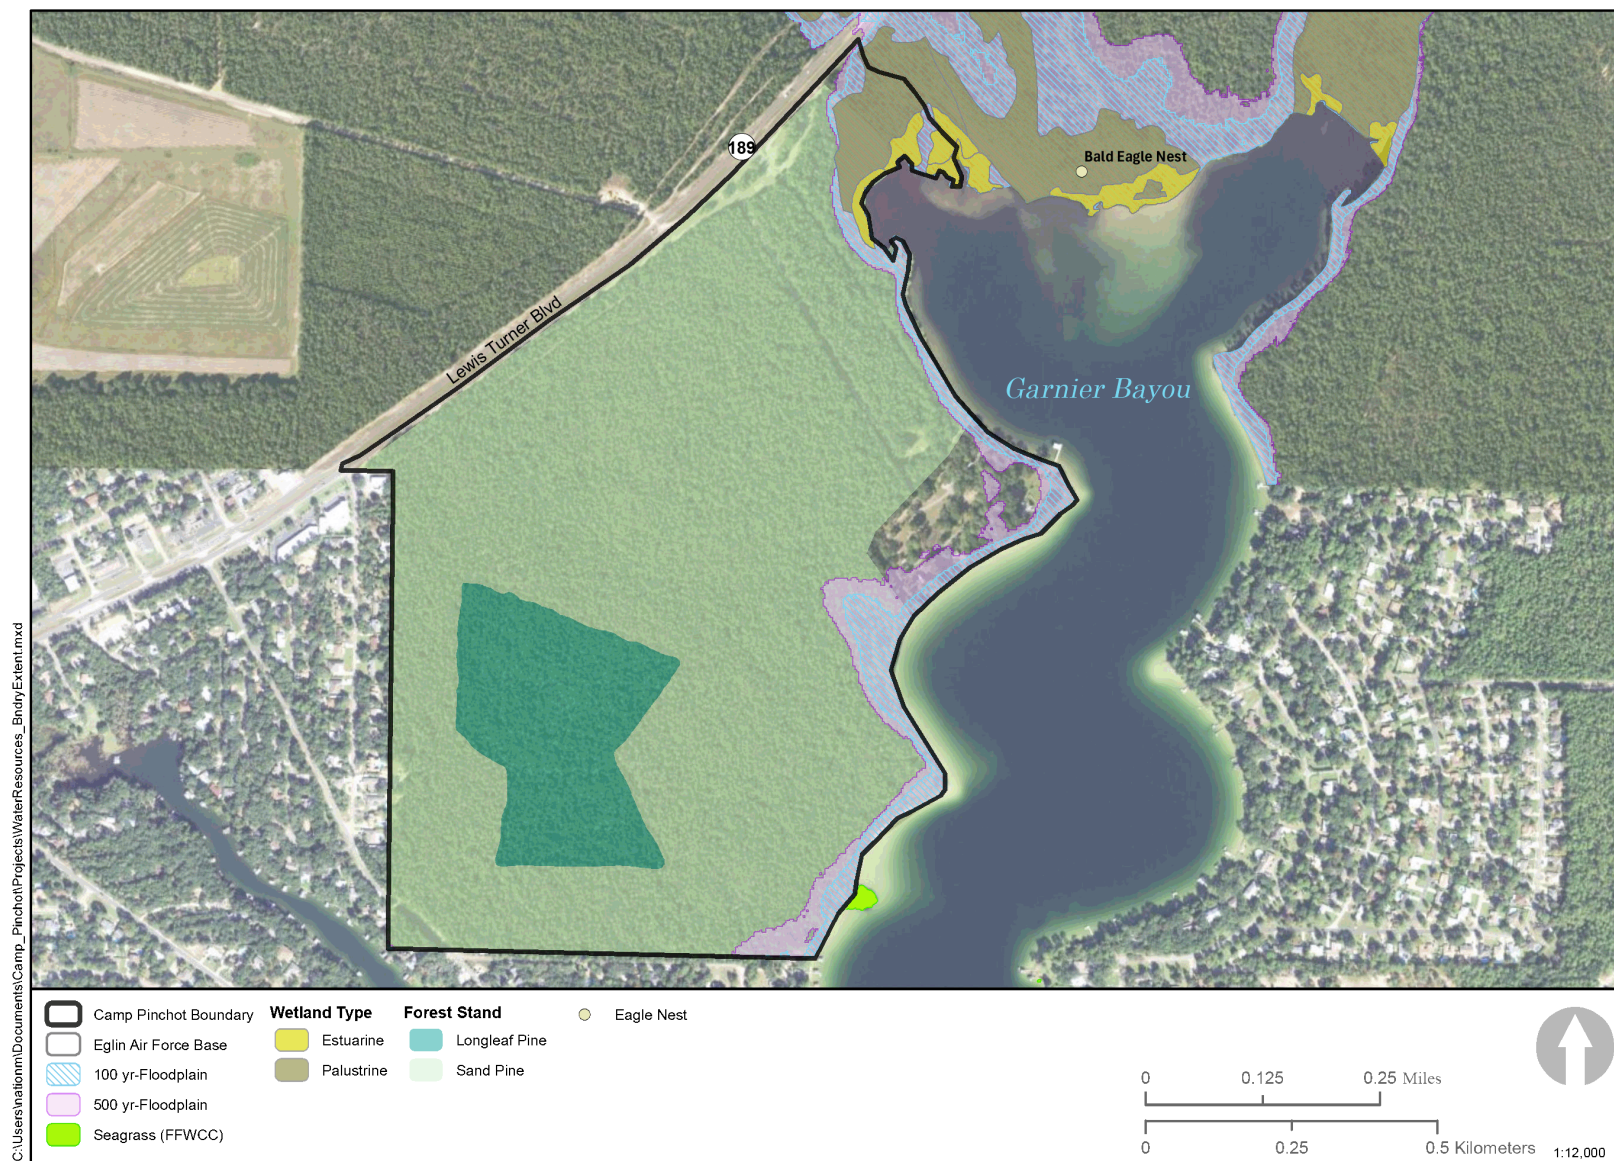 189
Bald Eagle Nest
Lewis Turner Blvd
Garnier Bayou
C:\Users\nationm\Documents\Camp_Pinchot\Projects\WaterResources_BndryExtent.mxd
Camp Pinchot Boundary
Eglin Air Force Base
100 yr-Floodplain
500 yr-Floodplain
Seagrass (FFWCC)
Wetland Type
Estuarine
Palustrine
Forest Stand
Longleaf Pine
Sand Pine
Eagle Nest
0 0.125 0.25 Miles
0 0.25 0.5 Kilometers
1:12,000